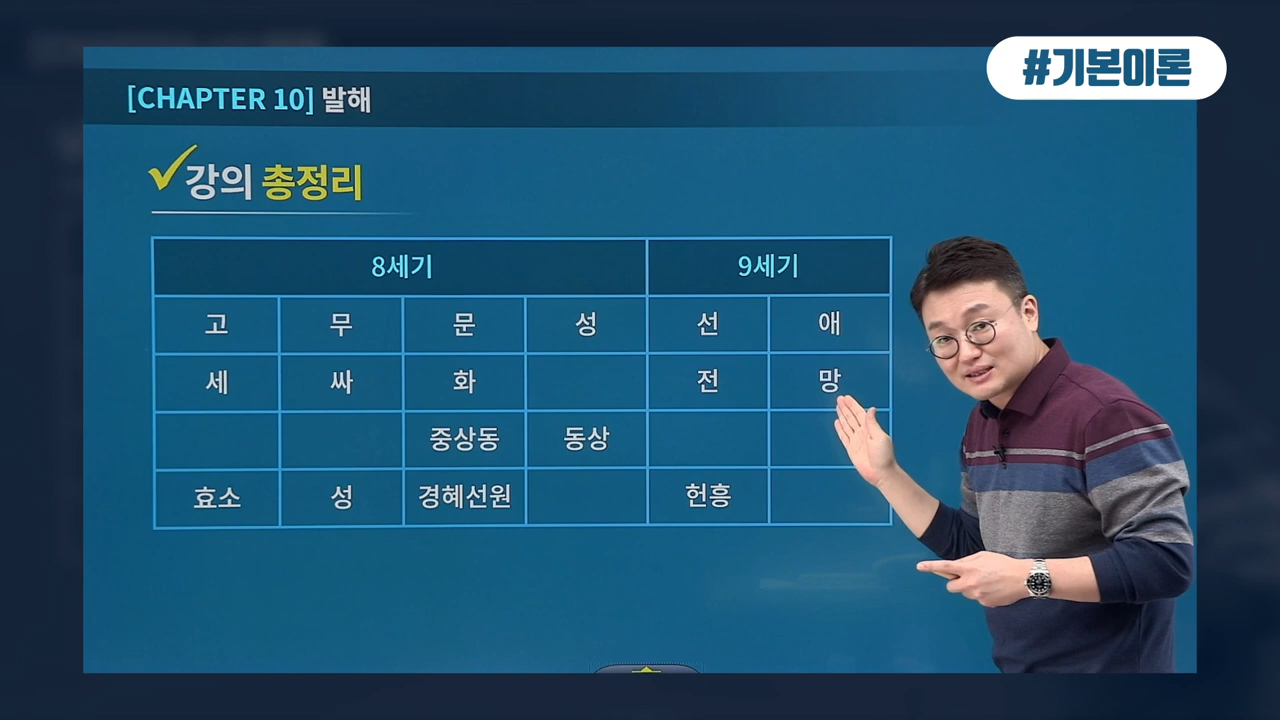 #기본이론
[CHAPTER 10] 발해
강의 총정리
8세기 9세기
고 무 문 성 선 애
세 싸 화 전 망
중상동 동상
효소 성 경혜선원 헌흥